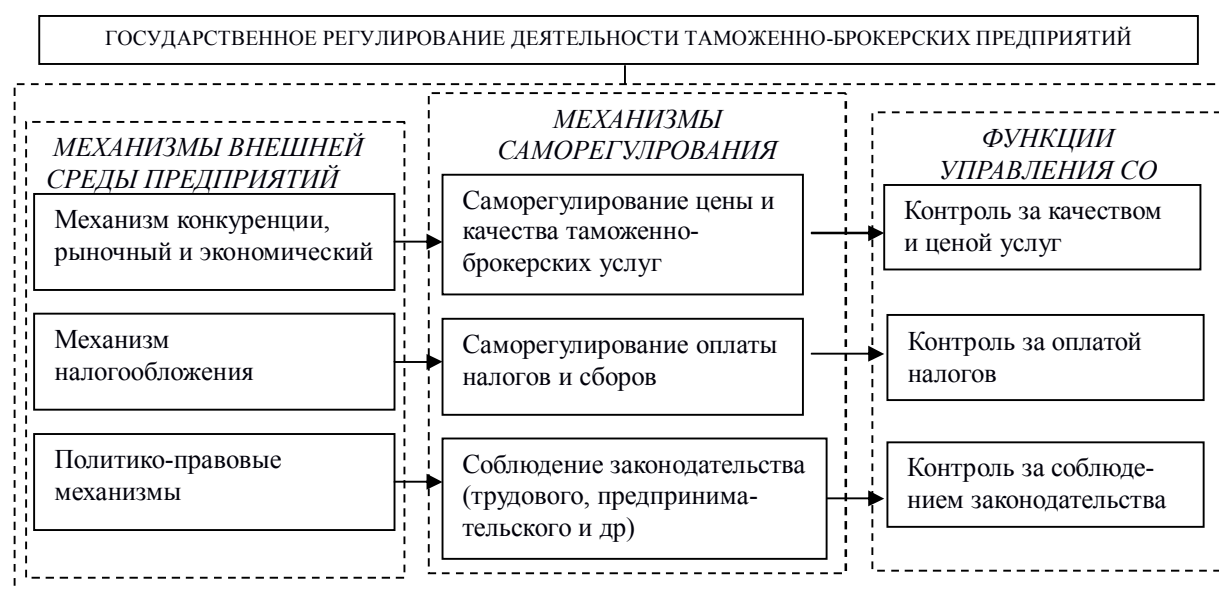 ГОСУДАРСТВЕННОЕ РЕГУЛИРОВАНИЕ ДЕЯТЕЛЬНОСТИ ТАМОЖЕННО-БРОКЕРСКИХ ПРЕДПРИЯТИЙ
МЕХАНИЗМЫ ВНЕШНЕЙ
СРЕДЫ ПРЕДПРИЯТИЙ
Механизм конкуренции,
рыночный и экономический
Механизм
налогообложения
Политико-правовые
механизмы
МЕХАНИЗМЫ
САМОРЕГУЛРОВАНИЯ
Саморегулирование цены и
качества таможенно-
брокерских услуг
Саморегулирование оплаты
налогов и сборов
Соблюдение законодательства
(трудового, предпринима-
тельского и др)
ФУНКЦИИ
УПРАВЛЕНИЯ СО
Контроль за качеством
и ценой услуг
Контроль за оплатой
налогов
Контроль за соблюде-
нием законодательства